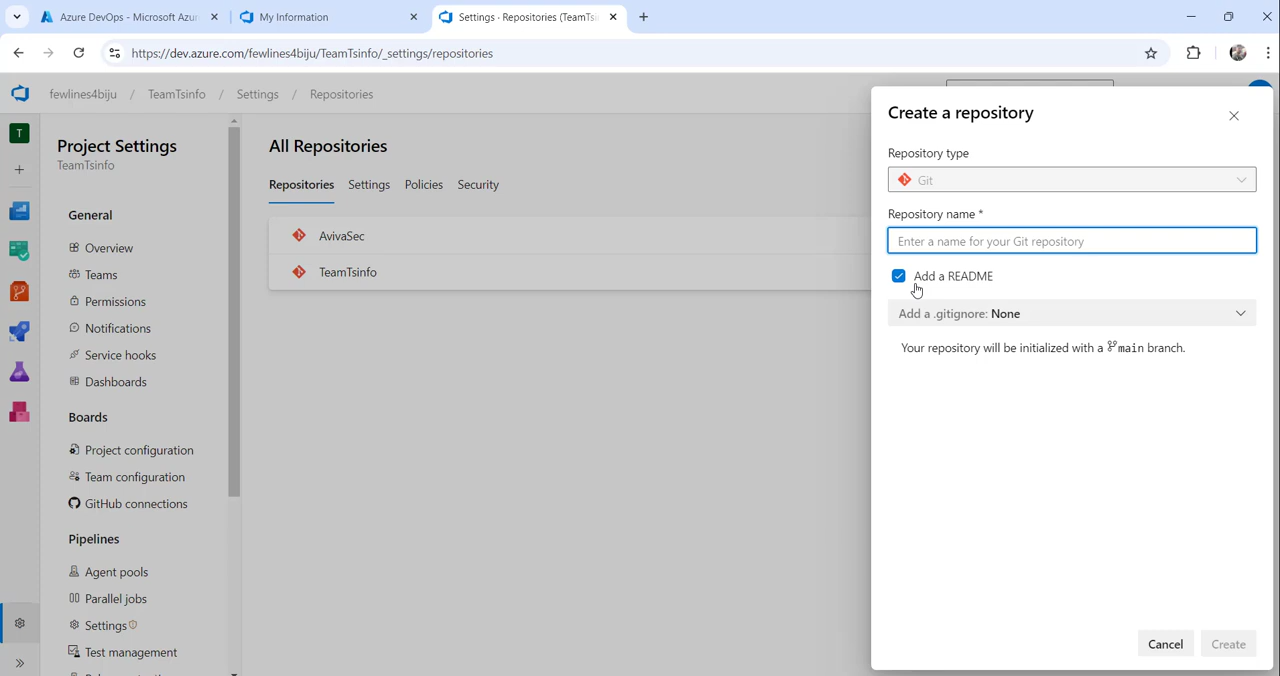 Azure DevOps - Microsoft Azur
My Information
Settings · Repositories (TeamTsi
https://dev.azure.com/fewlines4biju/TeamTsinfo/_settings/repositories
fewlines4biju / TeamTsinfo / Settings / Repositories
T
Project Settings
TeamTsinfo
General
Overview
Teams
Permissions
Notifications
Service hooks
Dashboards
Boards
Project configuration
Team configuration
GitHub connections
Pipelines
Agent pools
Parallel jobs
Settings
Test management
All Repositories
Repositories Settings Policies Security
AvivaSec
TeamTsinfo
Create a repository
Repository type
Git
Repository name *
Enter a name for your Git repository
Add a README
Add a .gitignore: None
Your repository will be initialized with a main branch.
Cancel Create